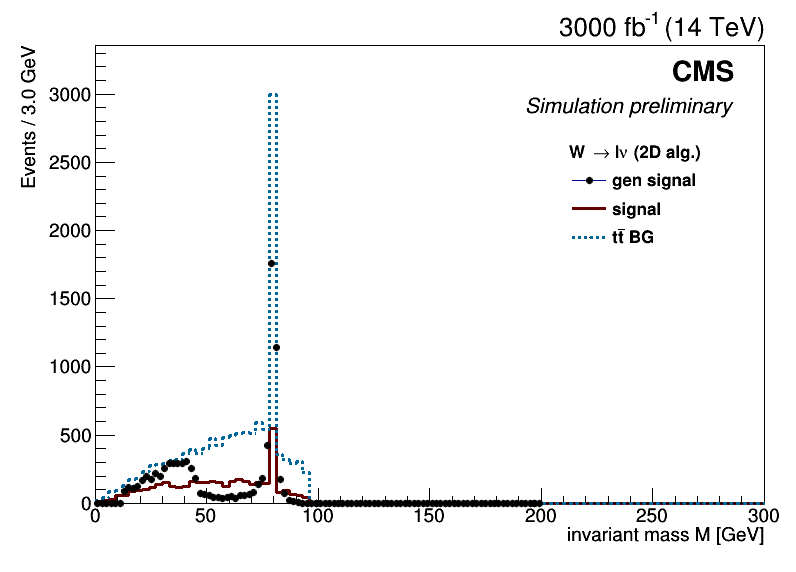 3000 fb⁻¹ (14 TeV)
CMS
Simulation preliminary
W → lν (2D alg.)
gen signal
signal
tt̄ BG
Events / 3.0 GeV
3000
2500
2000
1500
1000
500
0
0 50 100 150 200 250 300
invariant mass M [GeV]